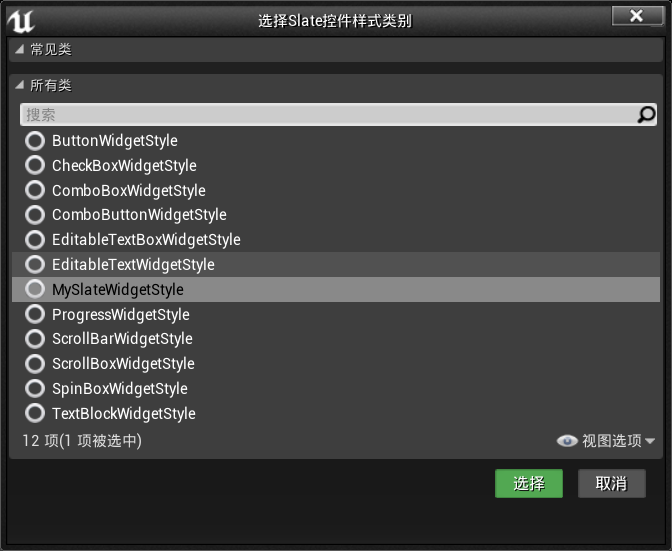 选择Slate控件样式类别
常见类
所有类
搜索
ButtonWidgetStyle
CheckBoxWidgetStyle
ComboBoxWidgetStyle
ComboButtonWidgetStyle
EditableTextBoxWidgetStyle
EditableTextWidgetStyle
MySlateWidgetStyle
ProgressWidgetStyle
ScrollBarWidgetStyle
ScrollBoxWidgetStyle
SpinBoxWidgetStyle
TextBlockWidgetStyle
12 项(1 项被选中) 视图选项
选择 取消